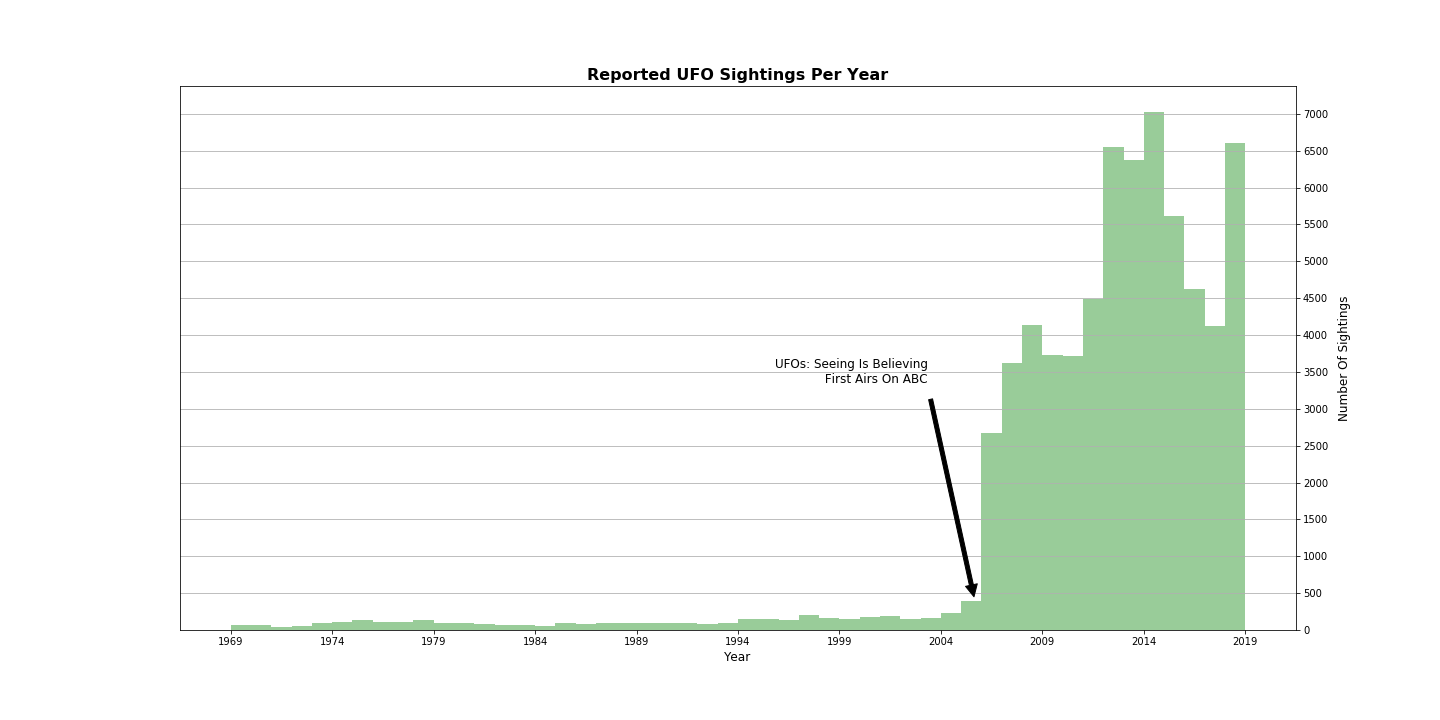 Reported UFO Sightings Per Year
7000
6500
6000
5500
5000
4500
4000
UFOs: Seeing Is Believing
First Airs On ABC
3500
3000
2500
2000
1500
1000
500
0
Number Of Sightings
1969 1974 1979 1984 1989 1994 1999 2004 2009 2014 2019
Year